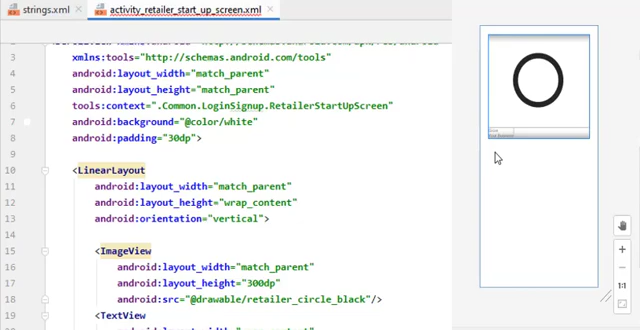 strings.xml
activity_retailer_start_up_screen.xml
3 xmlns:tools="http://schemas.android.com/tools"
4 android:layout_width="match_parent"
5 android:layout_height="match_parent"
6 tools:context=".Common.LoginSignup.RetailerStartUpScreen"
7 android:background="@color/white"
8 android:padding="30dp">
9
10 <LinearLayout
11 android:layout_width="match_parent"
12 android:layout_height="wrap_content"
13 android:orientation="vertical">
14
15 <ImageView
16 android:layout_width="match_parent"
17 android:layout_height="300dp"
18 android:src="@drawable/retailer_circle_black"/>
19 <TextView
1:1